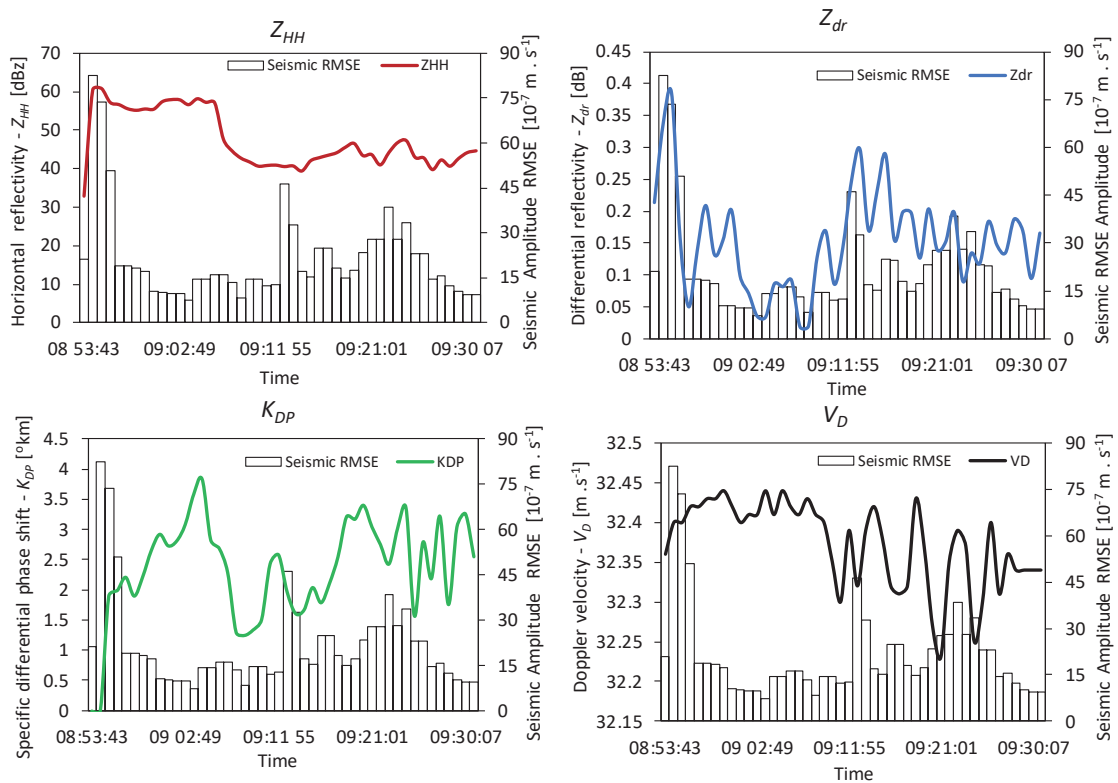 Z_HH
Horizontal reflectivity - Z_HH [dBz]
70
60
50
40
30
20
10
0
Seismic RMSE
ZHH
90
75
60
45
30
15
0
Seismic Amplitude RMSE [10⁻⁷ m . s⁻¹]
08 53:43 09:02:49 09:11 55 09:21:01 09:30 07
Time
Z_dr
Differential reflectivity - Z_dr [dB]
0.45
0.4
0.35
0.3
0.25
0.2
0.15
0.1
0.05
0
Seismic RMSE
Zdr
90
75
60
45
30
15
0
Seismic RMSE Amplitude [10⁻⁷ m . s⁻¹]
08 53:43 09 02:49 09:11:55 09:21:01 09:30 07
Time
K_DP
Specific differential phase shift - K_DP [°km]
4.5
4
3.5
3
2.5
2
1.5
1
0.5
0
Seismic RMSE
KDP
90
75
60
45
30
15
0
Seismic Amplitude RMSE [10⁻⁷ m . s⁻¹]
08:53:43 09 02:49 09:11 55 09:21:01 09:30:07
Time
V_D
Doppler velocity - V_D [m .s⁻¹]
32.5
32.45
32.4
32.35
32.3
32.25
32.2
32.15
Seismic RMSE
VD
90
75
60
45
30
15
0
Seismic Amplitude RMSE [10⁻⁷ m . s⁻¹]
08:53:43 09 02:49 09:11:55 09:21:01 09:30:07
Time